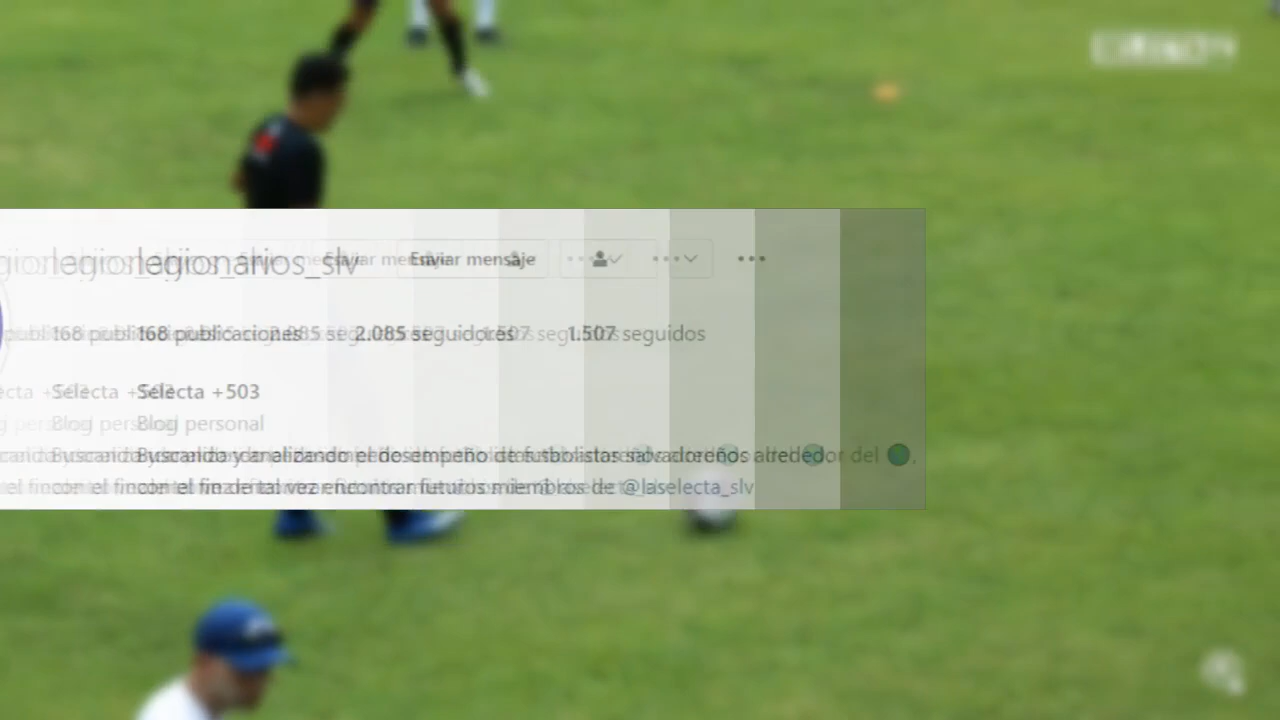 legionarios_slv Enviar mensaje
168 publicaciones 2.085 seguidores 1.507 seguidos
Selecta +503
Blog personal
Buscando y analizando el desempeño de futbolistas salvadoreños alrededor del 🌎,
con el fin de tal vez encontrar futuros miembros de @laselecta_slv